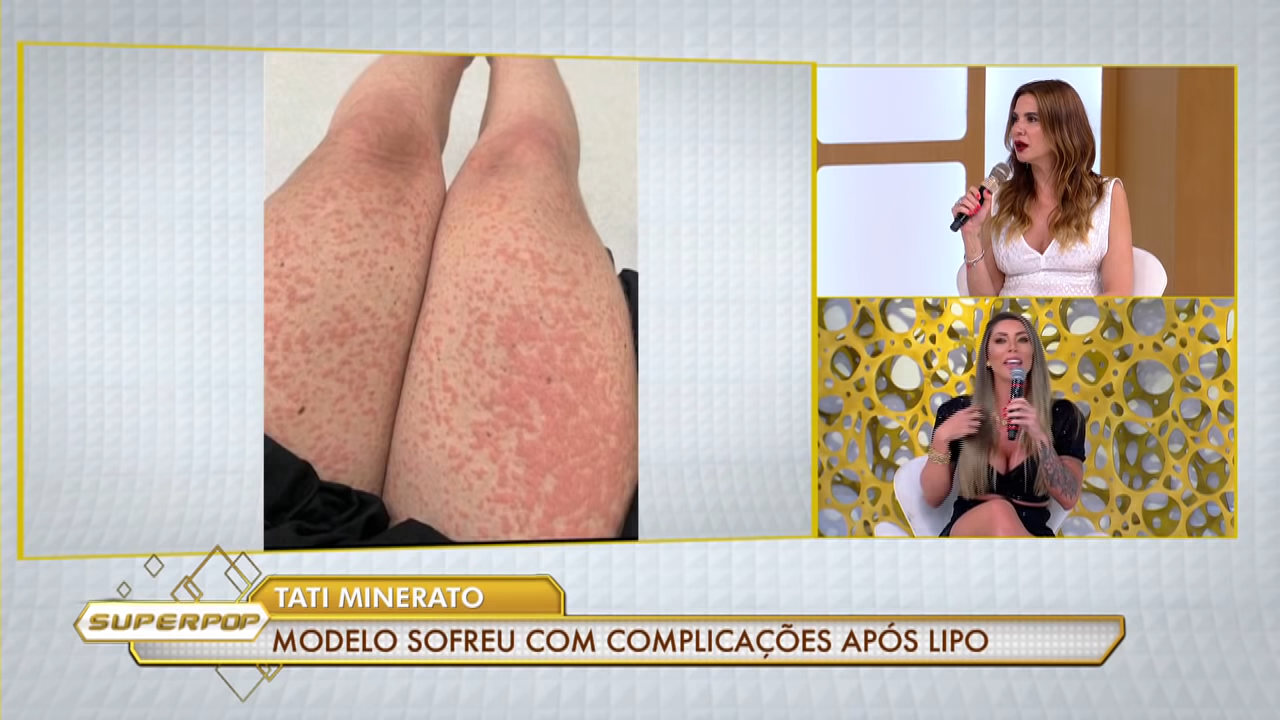 TATI MINERATO
SUPERPOP
MODELO SOFREU COM COMPLICAÇÕES APÓS LIPO